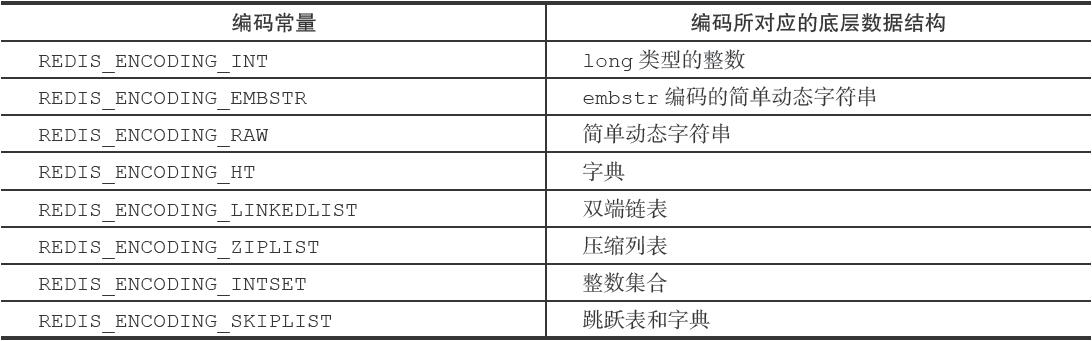 编码常量 编码所对应的底层数据结构
REDIS_ENCODING_INT long 类型的整数
REDIS_ENCODING_EMBSTR embstr 编码的简单动态字符串
REDIS_ENCODING_RAW 简单动态字符串
REDIS_ENCODING_HT 字典
REDIS_ENCODING_LINKEDLIST 双端链表
REDIS_ENCODING_ZIPLIST 压缩列表
REDIS_ENCODING_INTSET 整数集合
REDIS_ENCODING_SKIPLIST 跳跃表和字典